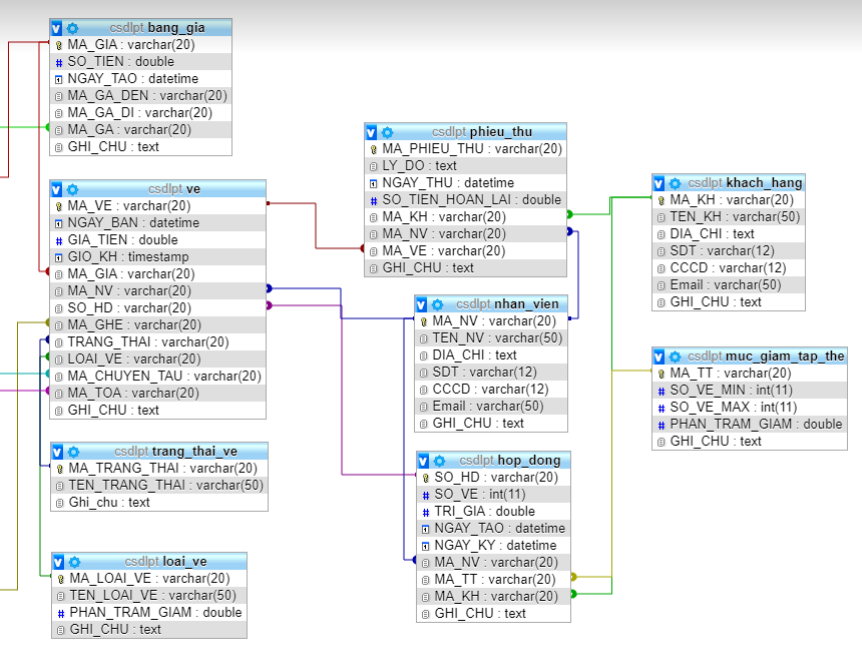 csdlpt bang_gia
MA_GIA : varchar(20)
# SO_TIEN : double
NGAY_TAO : datetime
MA_GA_DEN : varchar(20)
MA_GA_DI : varchar(20)
MA_GA : varchar(20)
GHI_CHU : text
csdlpt ve
MA_VE : varchar(20)
NGAY_BAN : datetime
# GIA_TIEN : double
GIO_KH : timestamp
MA_GIA : varchar(20)
MA_NV : varchar(20)
SO_HD : varchar(20)
MA_GHE : varchar(20)
TRANG_THAI : varchar(20)
LOAI_VE : varchar(20)
MA_CHUYEN_TAU : varchar(20)
MA_TOA : varchar(20)
GHI_CHU : text
csdlpt trang_thai_ve
MA_TRANG_THAI : varchar(20)
TEN_TRANG_THAI : varchar(50)
Ghi_chu : text
csdlpt loai_ve
MA_LOAI_VE : varchar(20)
TEN_LOAI_VE : varchar(50)
# PHAN_TRAM_GIAM : double
GHI_CHU : text
csdlpt phieu_thu
MA_PHIEU_THU : varchar(20)
LY_DO : text
NGAY_THU : datetime
# SO_TIEN_HOAN_LAI : double
MA_KH : varchar(20)
MA_NV : varchar(20)
MA_VE : varchar(20)
GHI_CHU : text
csdlpt nhan_vien
MA_NV : varchar(20)
TEN_NV : varchar(50)
DIA_CHI : text
SDT : varchar(12)
CCCD : varchar(12)
Email : varchar(50)
GHI_CHU : text
csdlpt hop_dong
SO_HD : varchar(20)
# SO_VE : int(11)
# TRI_GIA : double
NGAY_TAO : datetime
NGAY_KY : datetime
MA_NV : varchar(20)
MA_TT : varchar(20)
MA_KH : varchar(20)
GHI_CHU : text
csdlpt khach_hang
MA_KH : varchar(20)
TEN_KH : varchar(50)
DIA_CHI : text
SDT : varchar(12)
CCCD : varchar(12)
Email : varchar(50)
GHI_CHU : text
csdlpt muc_giam_tap_the
MA_TT : varchar(20)
# SO_VE_MIN : int(11)
# SO_VE_MAX : int(11)
# PHAN_TRAM_GIAM : double
GHI_CHU : text